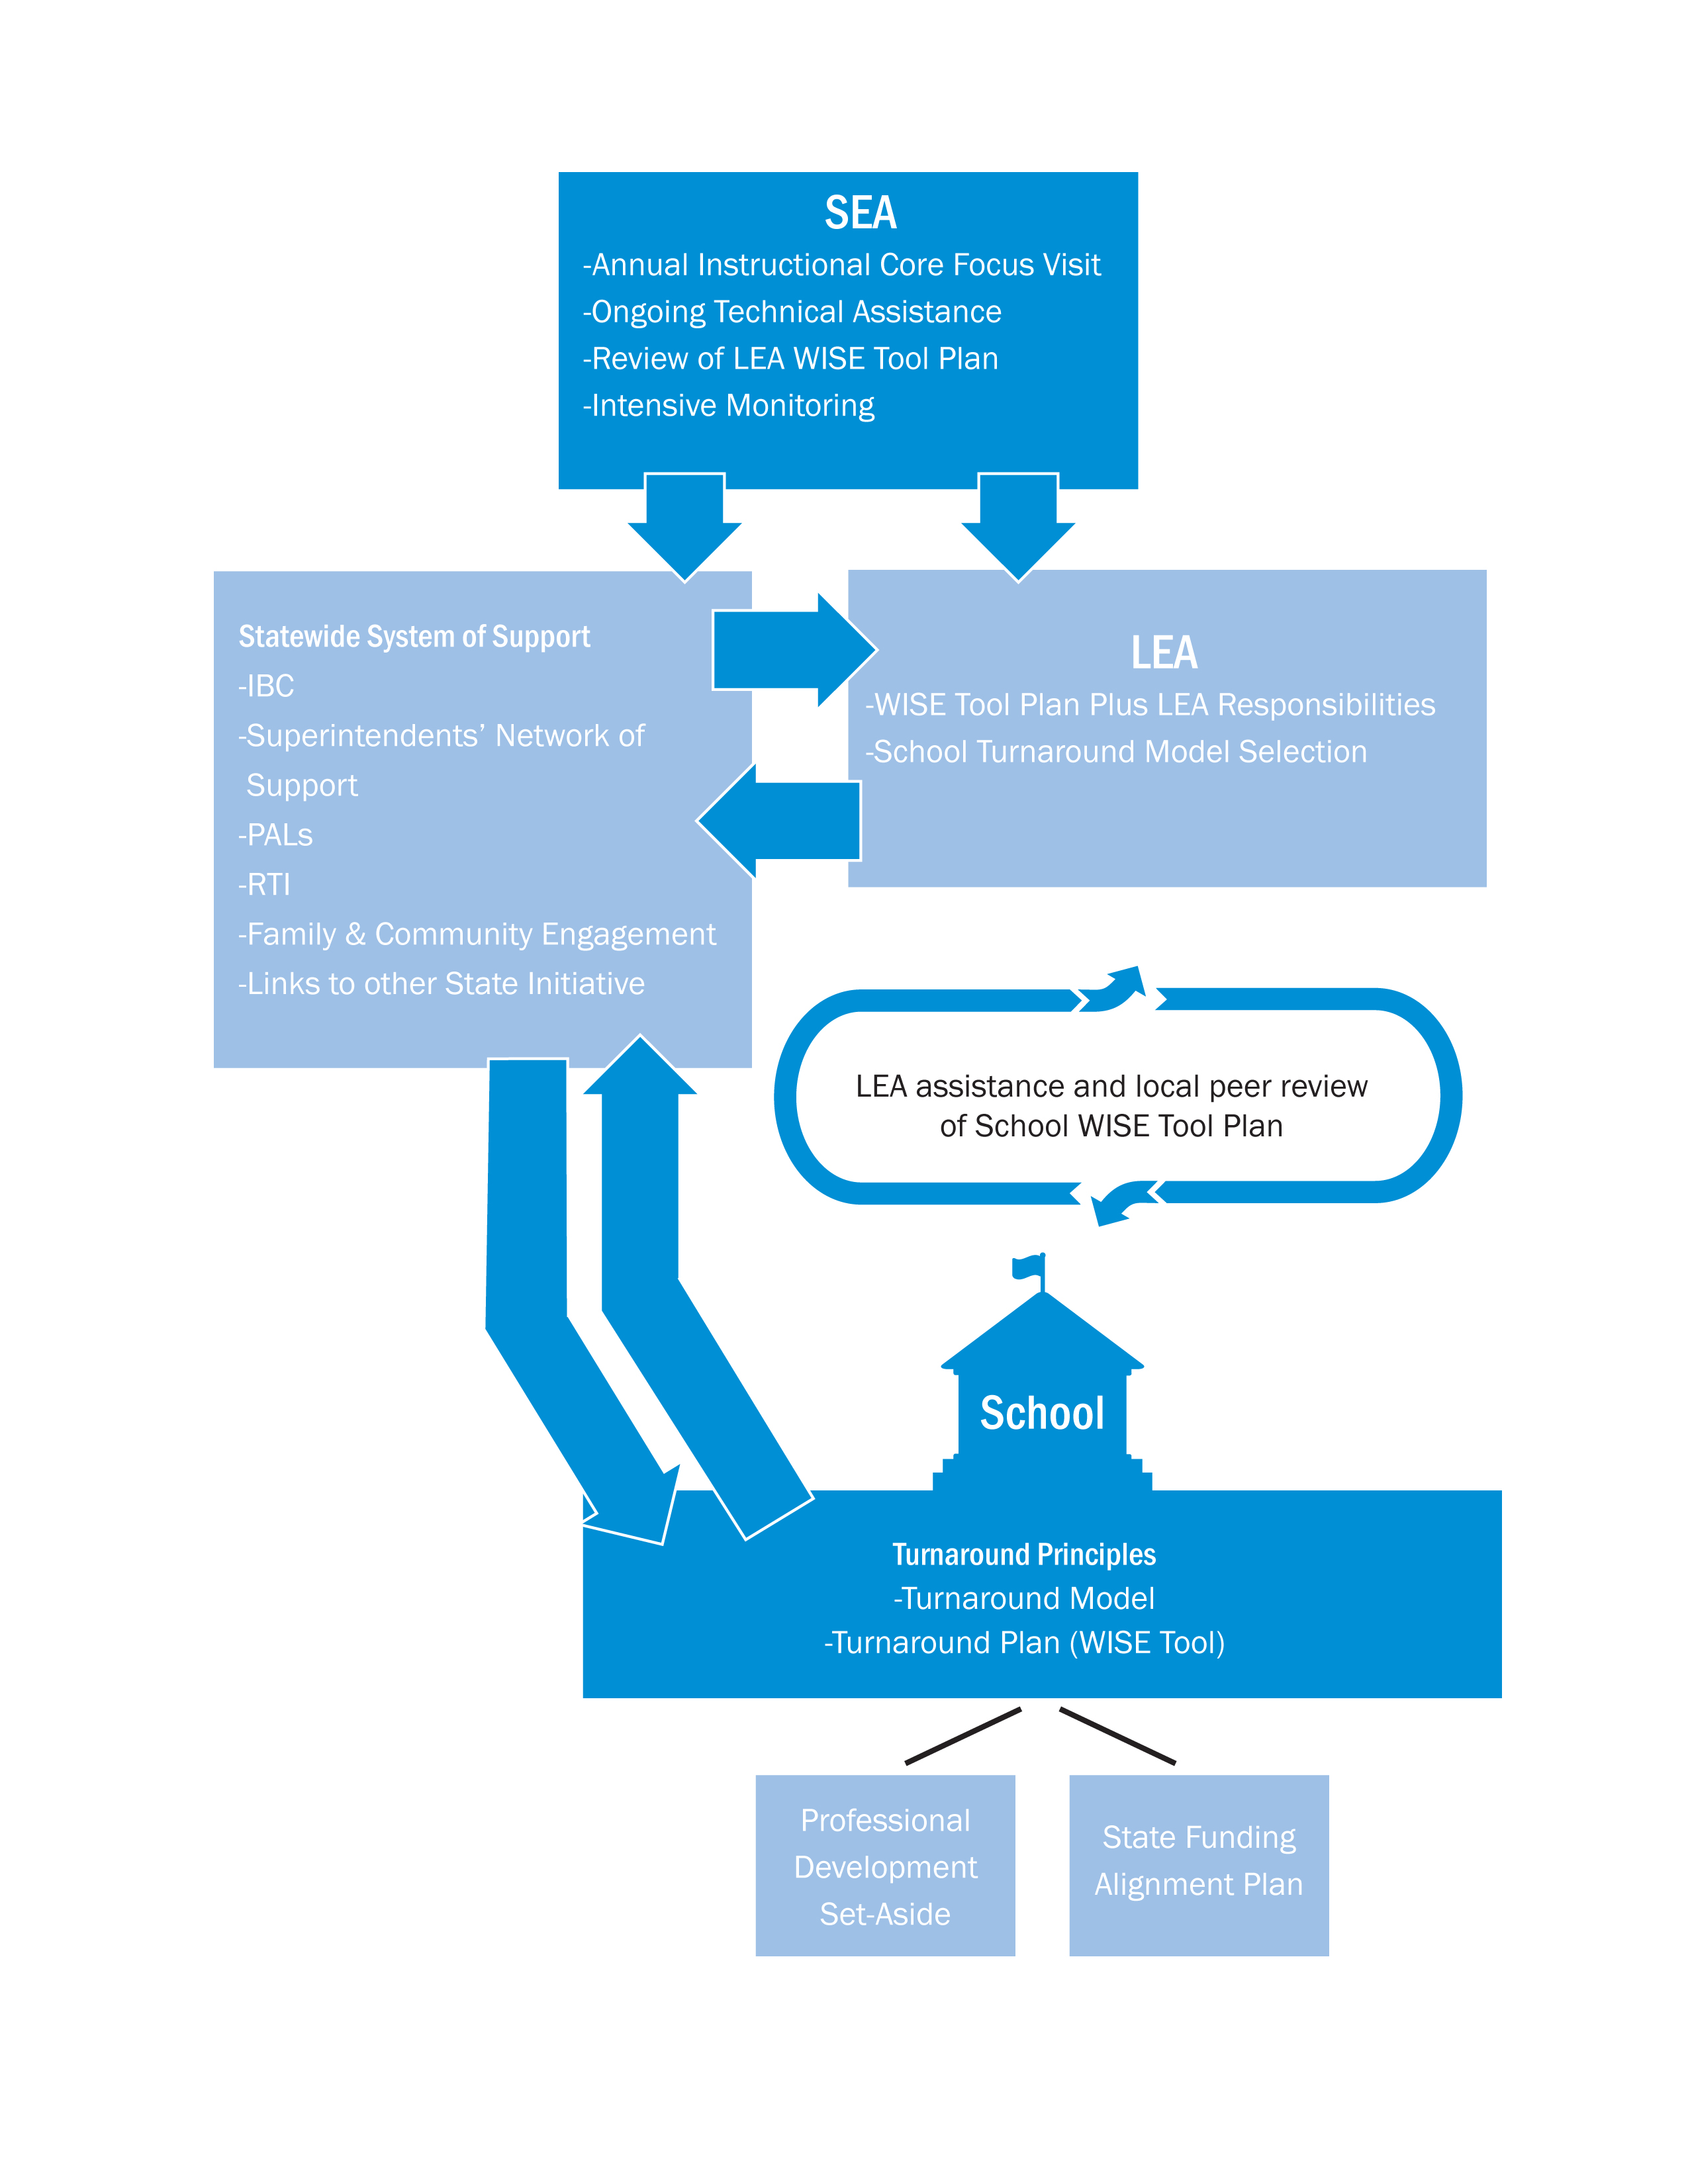 SEA
-Annual Instructional Core Focus Visit
-Ongoing Technical Assistance
-Review of LEA WISE Tool Plan
-Intensive Monitoring
Statewide System of Support
-IBC
-Superintendents’ Network of
Support
-PALs
-RTI
-Family & Community Engagement
-Links to other State Initiative
LEA
-WISE Tool Plan Plus LEA Responsibilities
-School Turnaround Model Selection
LEA assistance and local peer review
of School WISE Tool Plan
School
Turnaround Principles
-Turnaround Model
-Turnaround Plan (WISE Tool)
Professional
Development
Set-Aside
State Funding
Alignment Plan